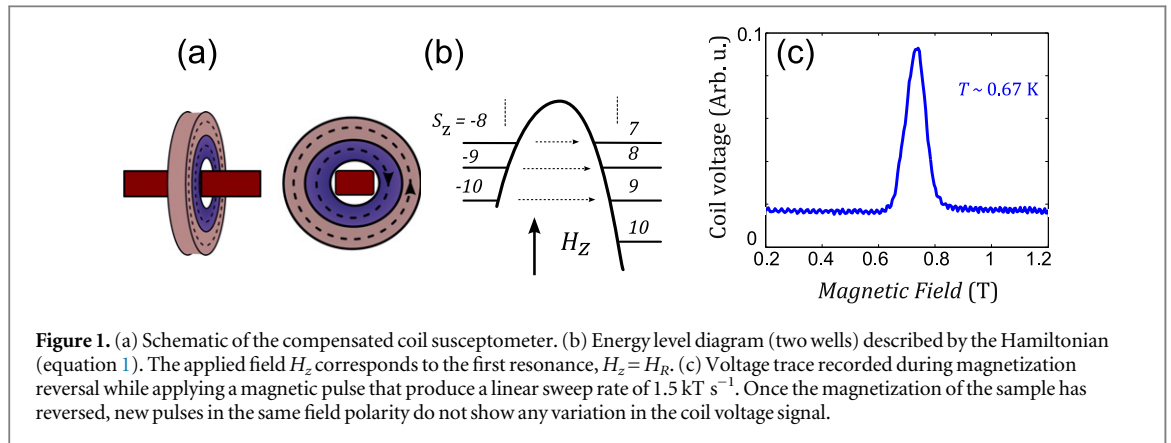 (a)
(b)
(c)
S_z = -8
-9
-10
7
8
9
10
H_Z
0.1
0
Coil voltage (Arb. u.)
T ~ 0.67 K
0.2 0.4 0.6 0.8 1 1.2
Magnetic Field (T)
Figure 1. (a) Schematic of the compensated coil susceptometer. (b) Energy level diagram (two wells) described by the Hamiltonian
(equation 1). The applied field H_z corresponds to the first resonance, H_z = H_R. (c) Voltage trace recorded during magnetization
reversal while applying a magnetic pulse that produce a linear sweep rate of 1.5 kT s⁻¹. Once the magnetization of the sample has
reversed, new pulses in the same field polarity do not show any variation in the coil voltage signal.